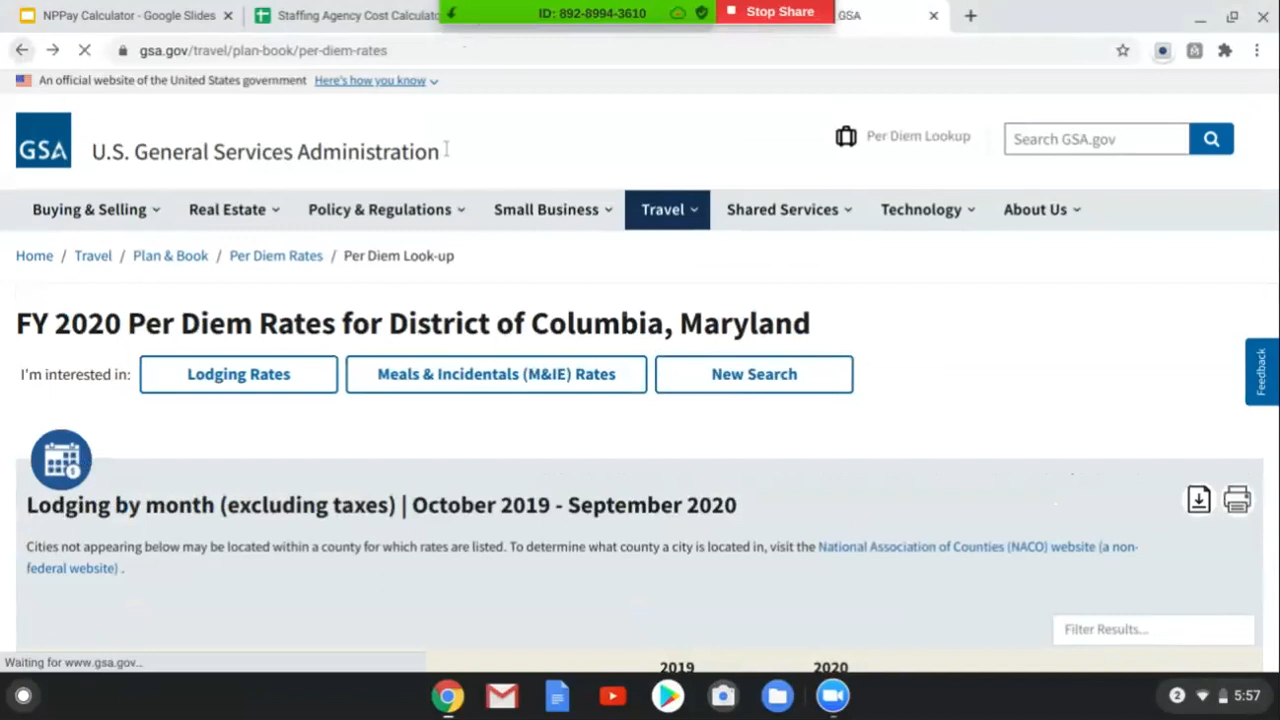 NPPay Calculator - Google Slides
Staffing Agency Cost Calculato
ID: 892-8994-3610
Stop Share
GSA
gsa.gov/travel/plan-book/per-diem-rates
An official website of the United States government Here's how you know
GSA
U.S. General Services Administration
Per Diem Lookup
Search GSA.gov
Buying & Selling Real Estate Policy & Regulations Small Business Travel Shared Services Technology About Us
Home / Travel / Plan & Book / Per Diem Rates / Per Diem Look-up
FY 2020 Per Diem Rates for District of Columbia, Maryland
I'm interested in: Lodging Rates Meals & Incidentals (M&IE) Rates New Search
Feedback
Lodging by month (excluding taxes) | October 2019 - September 2020
Cities not appearing below may be located within a county for which rates are listed. To determine what county a city is located in, visit the National Association of Counties (NACO) website (a non-
federal website) .
Filter Results...
Waiting for www.gsa.gov...
2019 2020
2 5:57